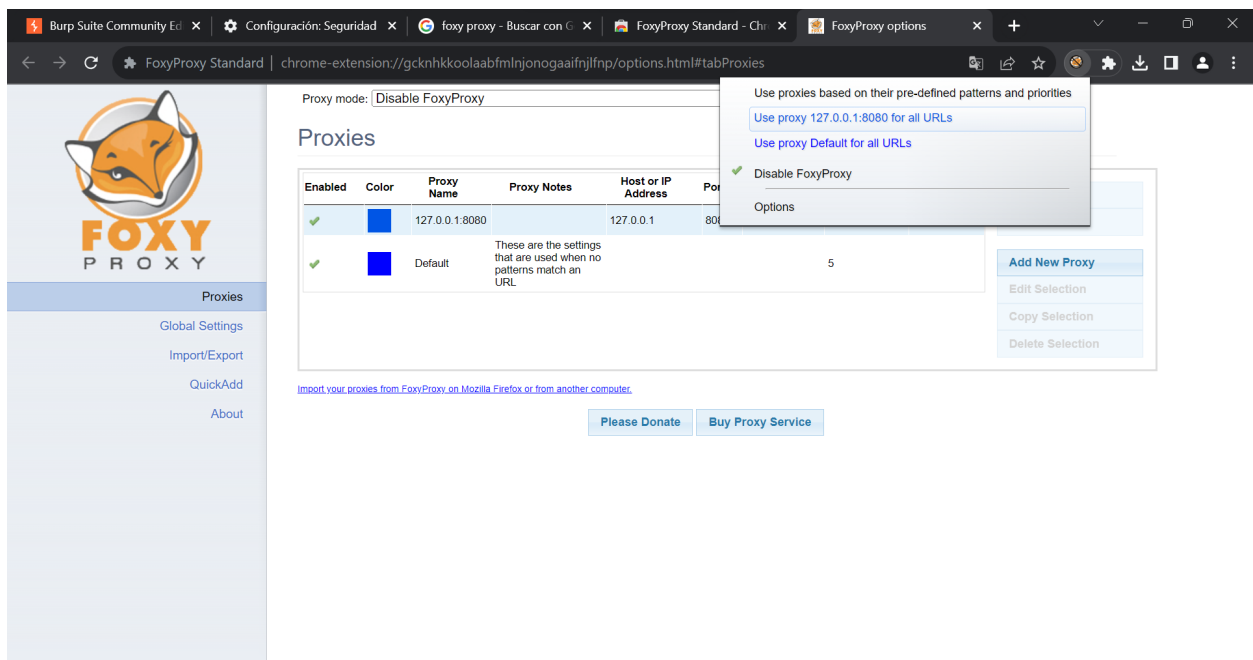 Burp Suite Community Ed
Configuración: Seguridad
foxy proxy - Buscar con G
FoxyProxy Standard - Chr
FoxyProxy options
FoxyProxy Standard | chrome-extension://gcknhkkoolaabfmlnjonogaaifnjlfnp/options.html#tabProxies
Proxy mode: Disable FoxyProxy
Use proxies based on their pre-defined patterns and priorities
Use proxy 127.0.0.1:8080 for all URLs
Use proxy Default for all URLs
Disable FoxyProxy
Options
FOXY
PROXY
Proxies
Global Settings
Import/Export
QuickAdd
About
Proxies
Enabled Color Proxy Name Proxy Notes Host or IP Address Por
127.0.0.1:8080 127.0.0.1 808
Default These are the settings that are used when no patterns match an URL 5
Add New Proxy
Edit Selection
Copy Selection
Delete Selection
Import your proxies from FoxyProxy on Mozilla Firefox or from another computer.
Please Donate
Buy Proxy Service